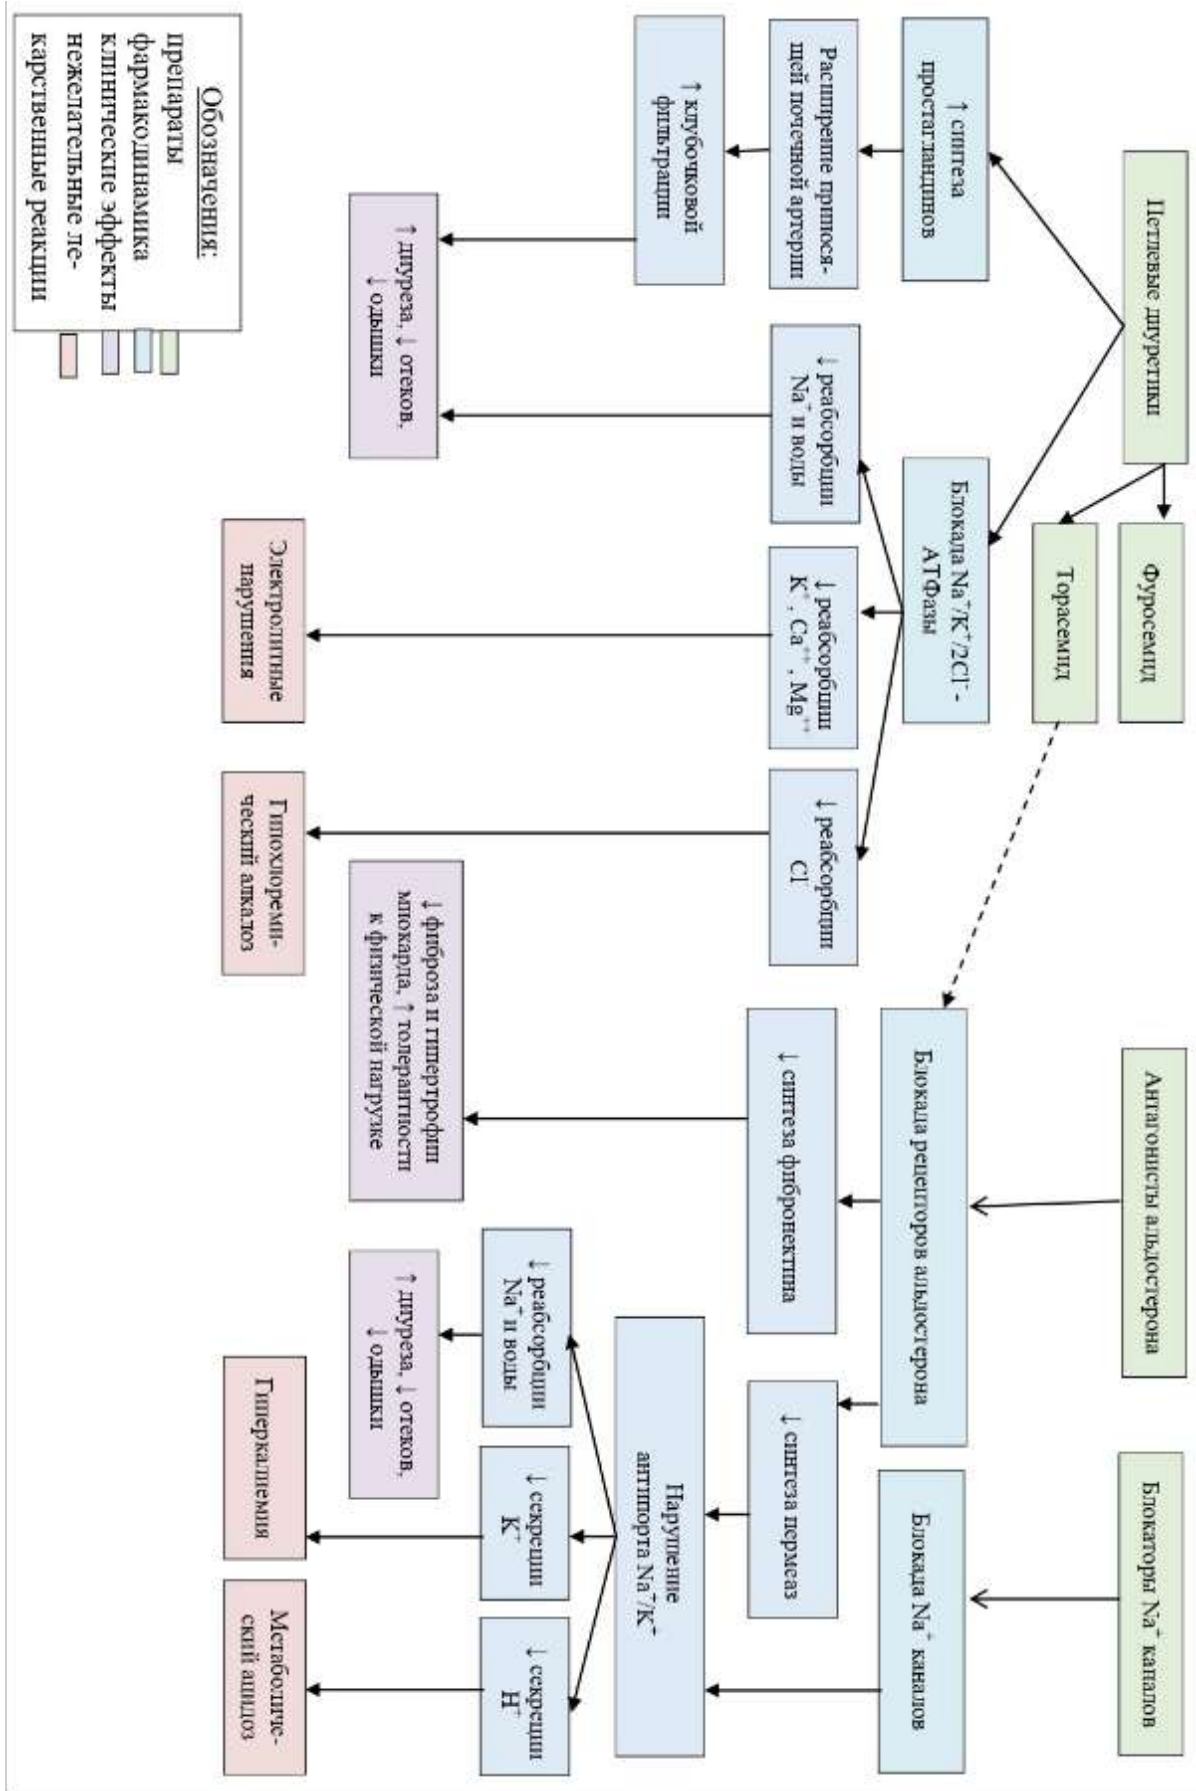 Петлевые диуретики
Фуросемид
Торасемид
Антагонисты альдостерона
Блокаторы Na⁺ каналов
↑ синтеза
простагландинов
Блокада Na⁺/K⁺/2Cl⁻-
АТФазы
Блокада рецепторов альдостерона
Блокада Na⁺ каналов
Расширение принося-
щей почечной артерии
↓ реабсорбции
Na⁺ и воды
↓ реабсорбции
K⁺, Ca⁺⁺, Mg⁺⁺
↓ реабсорбции
Cl
↓ синтеза фибронектина
↓ синтеза пермеаз
↑ клубочковой
фильтрации
Нарушение
антипорта Na⁺/K⁺
↓ реабсорбции
Na⁺ и воды
↓ секреции
K⁺
↓ секреции
H⁺
↑ диуреза, ↓ отеков,
↓ одышки
↓ фиброза и гипертрофии
миокарда, ↑ толерантности
к физической нагрузке
↑ диуреза, ↓ отеков,
↓ одышки
Электролитные
нарушения
Гипохлореми-
ческий алкалоз
Гиперкалиемия
Метаболиче-
ский ацидоз
Обозначения:
препараты
фармакодинамика
клинические эффекты
нежелательные ле-
карственные реакции